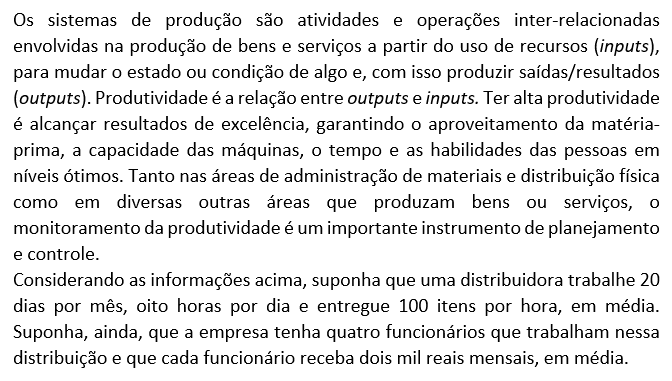 Os sistemas de produção são atividades e operações inter-relacionadas
envolvidas na produção de bens e serviços a partir do uso de recursos (inputs),
para mudar o estado ou condição de algo e, com isso produzir saídas/resultados
(outputs). Produtividade é a relação entre outputs e inputs. Ter alta produtividade
é alcançar resultados de excelência, garantindo o aproveitamento da matéria-
prima, a capacidade das máquinas, o tempo e as habilidades das pessoas em
níveis ótimos. Tanto nas áreas de administração de materiais e distribuição física
como em diversas outras áreas que produzam bens ou serviços, o
monitoramento da produtividade é um importante instrumento de planejamento
e controle.
Considerando as informações acima, suponha que uma distribuidora trabalhe 20
dias por mês, oito horas por dia e entregue 100 itens por hora, em média.
Suponha, ainda, que a empresa tenha quatro funcionários que trabalham nessa
distribuição e que cada funcionário receba dois mil reais mensais, em média.